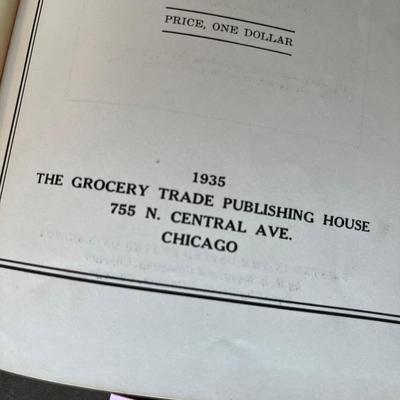 PRICE, ONE DOLLAR
1935
THE GROCERY TRADE PUBLISHING HOUSE
755 N. CENTRAL AVE.
CHICAGO